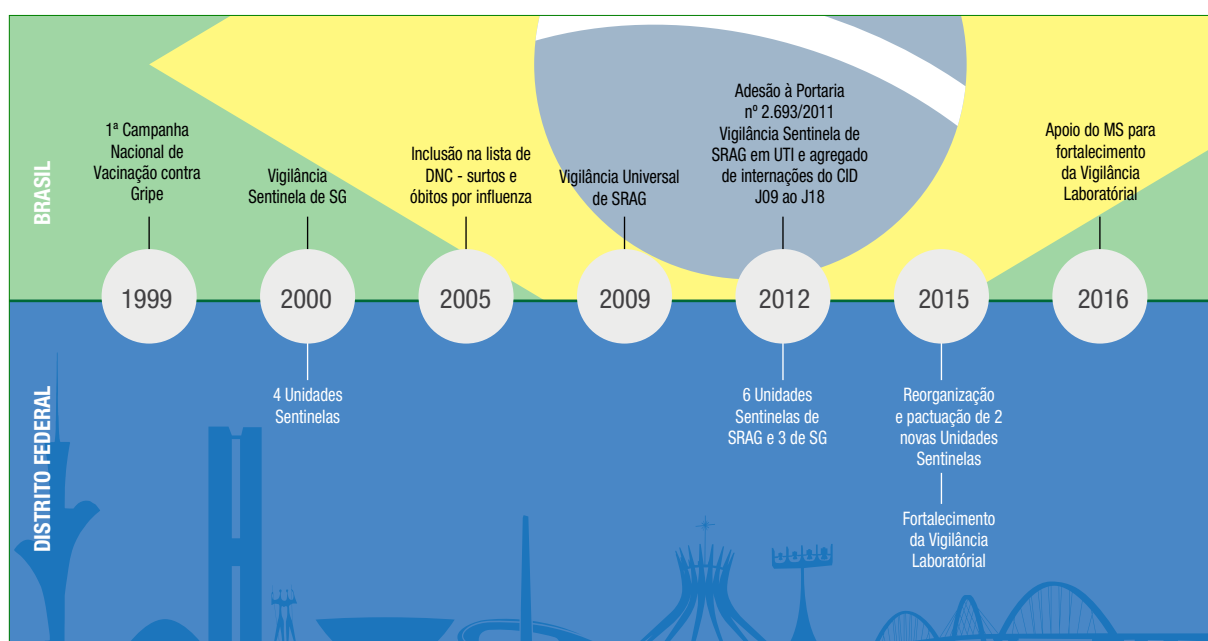 BRASIL
1ª Campanha
Nacional de
Vacinação contra
Gripe
Vigilância
Sentinela de SG
Inclusão na lista de
DNC - surtos e
óbitos por influenza
Vigilância Universal
de SRAG
Adesão à Portaria
nº 2.693/2011
Vigilância Sentinela de
SRAG em UTI e agregado
de internações do CID
J09 ao J18
Apoio do MS para
fortalecimento
da Vigilância
Laboratórial
1999
2000
2005
2009
2012
2015
2016
DISTRITO FEDERAL
4 Unidades
Sentinelas
6 Unidades
Sentinelas de
SRAG e 3 de SG
Reorganização
e pactuação de 2
novas Unidades
Sentinelas
Fortalecimento
da Vigilância
Laboratórial